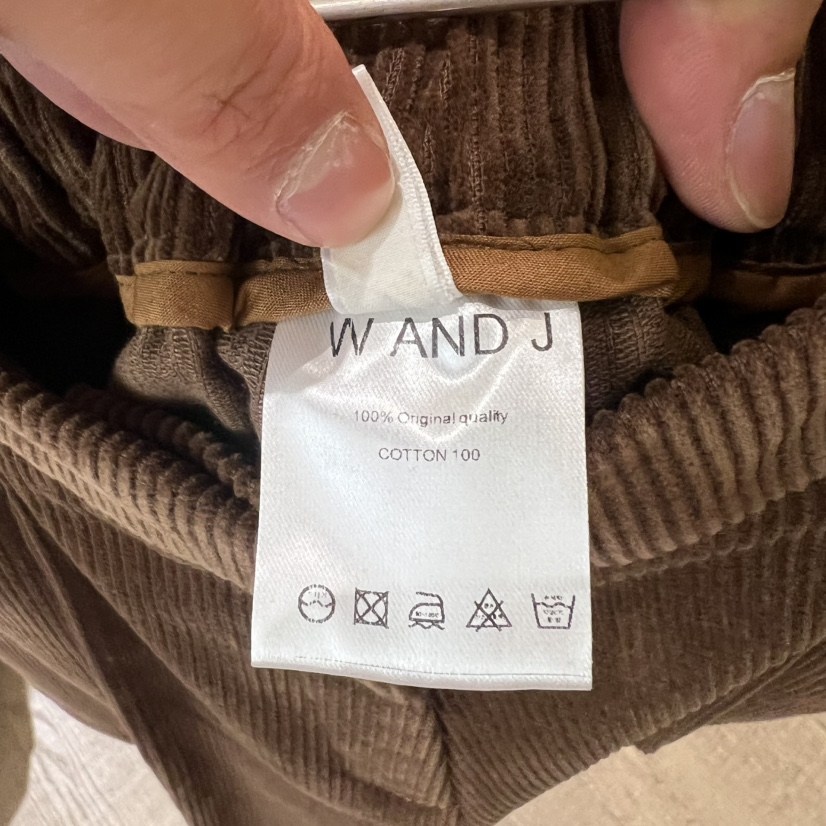 W AND J
100% Original quality
COTTON 100